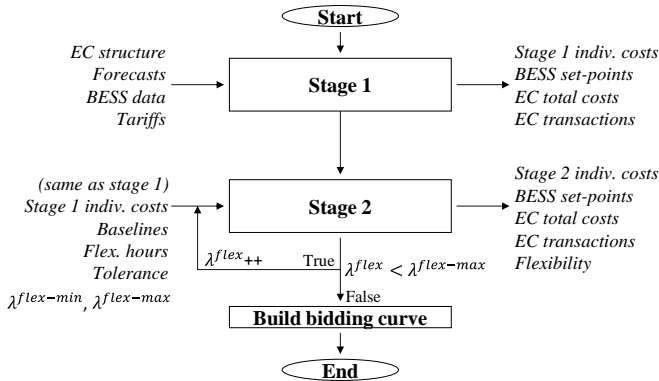 Start
EC structure
Forecasts
BESS data
Tariffs
Stage 1
Stage 1 indiv. costs
BESS set-points
EC total costs
EC transactions
(same as stage 1)
Stage 1 indiv. costs
Baselines
Flex. hours
Tolerance
λ^{flex−min}, λ^{flex−max}
Stage 2
Stage 2 indiv. costs
BESS set-points
EC total costs
EC transactions
Flexibility
λ^{flex}++
True
λ^{flex} < λ^{flex−max}
False
Build bidding curve
End